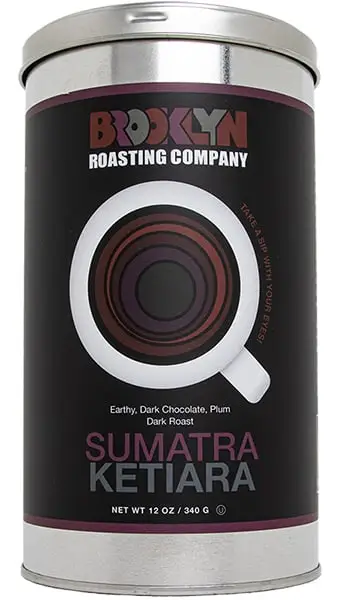 BROOKLYN
ROASTING COMPANY
TAKE A SIP WITH YOUR EYES!
Earthy, Dark Chocolate, Plum
Dark Roast
SUMATRA
KETIARA
NET WT 12 OZ / 340 G Ⓤ